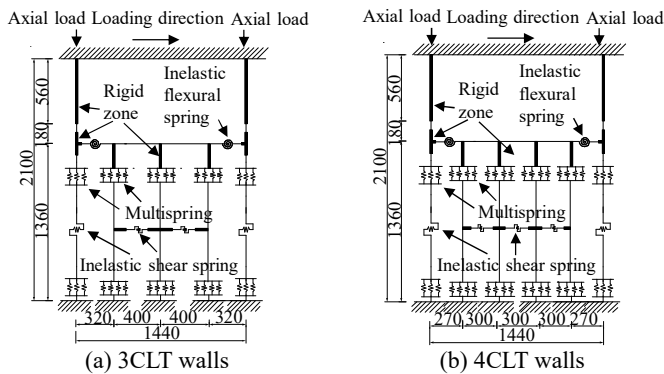 Axial load Loading direction Axial load
560
180
1360
2100
Rigid
zone
Inelastic
flexural
spring
Multispring
Inelastic shear spring
320 400 400 320
1440
(a) 3CLT walls
Axial load Loading direction Axial load
560
180
1360
2100
Rigid
zone
Inelastic
flexural
spring
Multispring
Inelastic shear spring
270 300 300 300 270
1440
(b) 4CLT walls